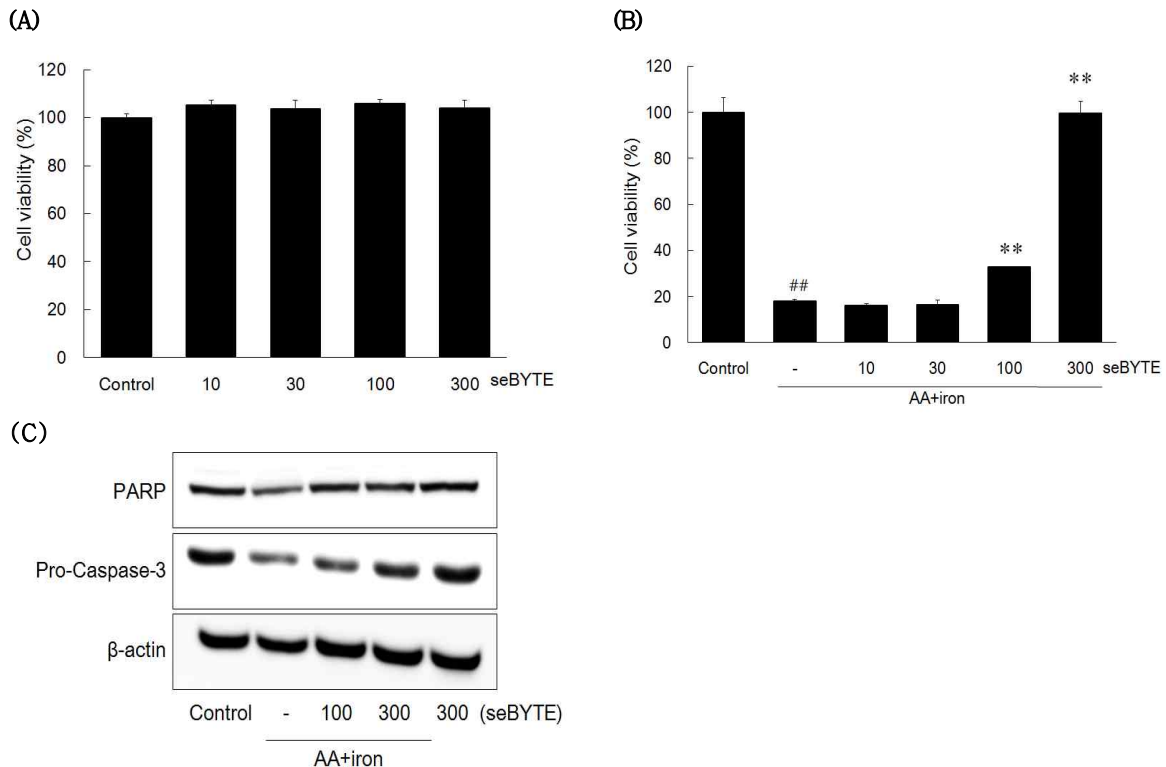 (A)
120
100
80
60
40
20
0
Cell viability (%)
Control 10 30 100 300 seBYTE
(B)
120
100
80
60
40
20
0
Cell viability (%)
##
**
**
Control - 10 30 100 300 seBYTE
AA+iron
(C)
PARP
Pro-Caspase-3
β-actin
Control - 100 300 300 (seBYTE)
AA+iron